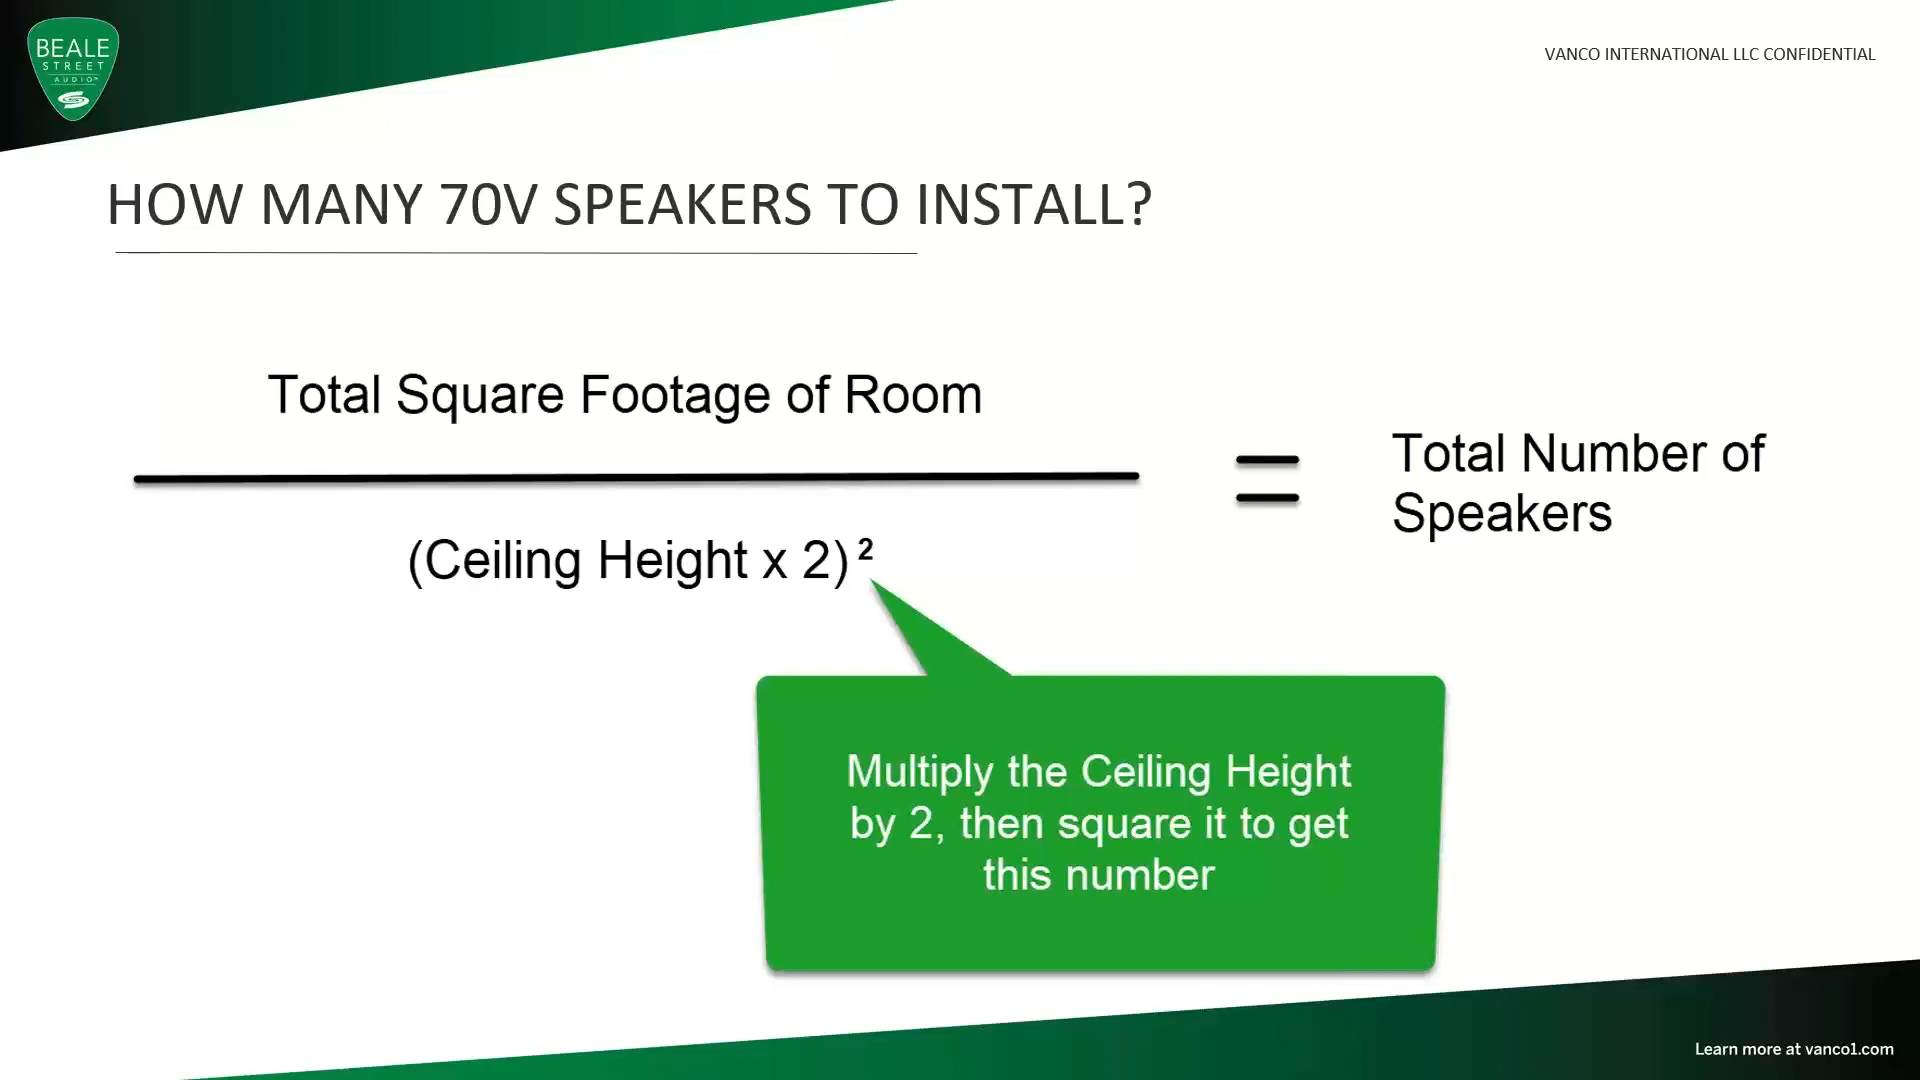 BEALE
STREET
AUDIO™
VANCO INTERNATIONAL LLC CONFIDENTIAL
HOW MANY 70V SPEAKERS TO INSTALL?
Total Square Footage of Room
(Ceiling Height x 2)²
=
Total Number of
Speakers
Multiply the Ceiling Height
by 2, then square it to get
this number
Learn more at vanco1.com